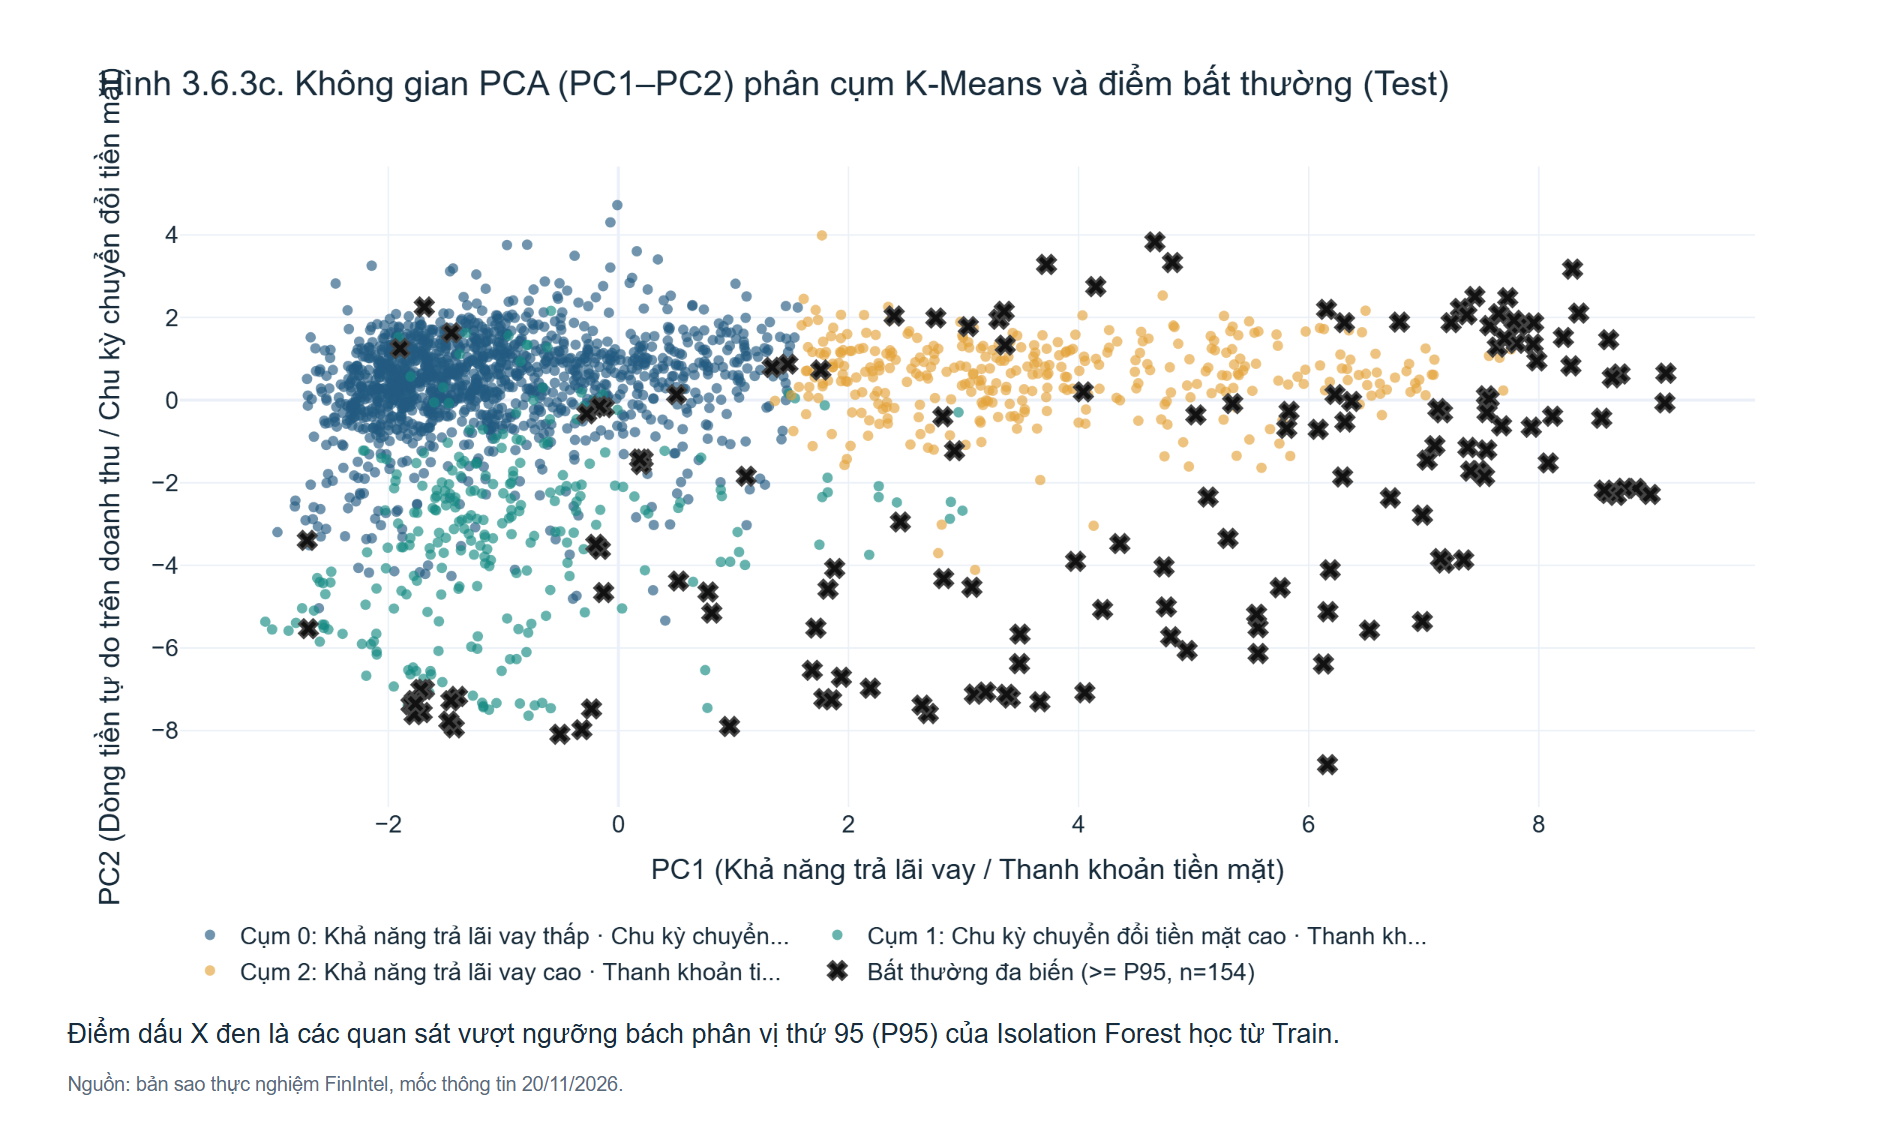 Hình 3.6.3c. Không gian PCA (PC1–PC2) phân cụm K-Means và điểm bất thường (Test)
PC2 (Dòng tiền tự do trên doanh thu / Chu kỳ chuyển đổi tiền mặt)
4
2
0
−2
−4
−6
−8
−2
0
2
4
6
8
PC1 (Khả năng trả lãi vay / Thanh khoản tiền mặt)
Cụm 0: Khả năng trả lãi vay thấp · Chu kỳ chuyển...
Cụm 1: Chu kỳ chuyển đổi tiền mặt cao · Thanh kh...
Cụm 2: Khả năng trả lãi vay cao · Thanh khoản ti...
Bất thường đa biến (>= P95, n=154)
Điểm dấu X đen là các quan sát vượt ngưỡng bách phân vị thứ 95 (P95) của Isolation Forest học từ Train.
Nguồn: bản sao thực nghiệm FinIntel, mốc thông tin 20/11/2026.